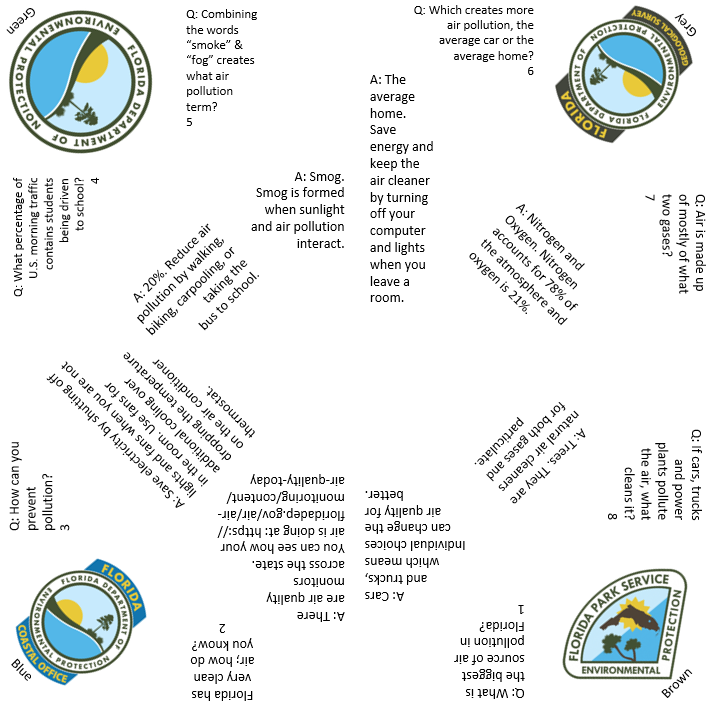 Green
FLORIDA DEPARTMENT OF
ENVIRONMENTAL PROTECTION
Q: Combining
the words
“smoke” &
“fog” creates
what air
pollution
term?
5
Q: Which creates more
air pollution, the
average car or the
average home?
6
Grey
GEOLOGICAL SURVEY
FLORIDA DEPARTMENT OF
ENVIRONMENTAL PROTECTION
FLORIDA
A: The
average
home.
Save
energy and
keep the
air cleaner
by turning
off your
computer
and lights
when you
leave a
room.
A: Smog.
Smog is formed
when sunlight
and air pollution
interact.
Q: What percentage of
U.S. morning traffic
contains students
being driven
to school?
4
A: 20%. Reduce air
pollution by walking,
biking, carpooling, or
taking the
bus to school.
A: Nitrogen and
Oxygen. Nitrogen
accounts for 78% of
the atmosphere and
oxygen is 21%.
Q: Air is made up
of mostly of what
two gases?
7
A: Save electricity by shutting off
lights and fans when you are not
in the room. Use fans for
additional cooling over
dropping the temperature
on the air conditioner
thermostat.
Q: How can you
prevent
pollution?
3
A: Trees. They are
natural air cleaners
for both gases and
particulate.
Q: If cars, trucks
and power
plants pollute
the air, what
cleans it?
8
A: There
are air quality
monitors
across the state.
You can see how your
air is doing at: https://
floridadep.gov/air/air-
monitoring/content/
air-quality-today
A: Cars
and trucks,
which means
Individual choices
can change the
air quality for
better.
Florida has
very clean
air; how do
you know?
2
Q: What is
the biggest
source of air
pollution in
Florida?
1
FLORIDA
FLORIDA DEPARTMENT OF
ENVIRONMENTAL PROTECTION
COASTAL OFFICE
Blue
FLORIDA PARK SERVICE
ENVIRONMENTAL
PROTECTION
Brown